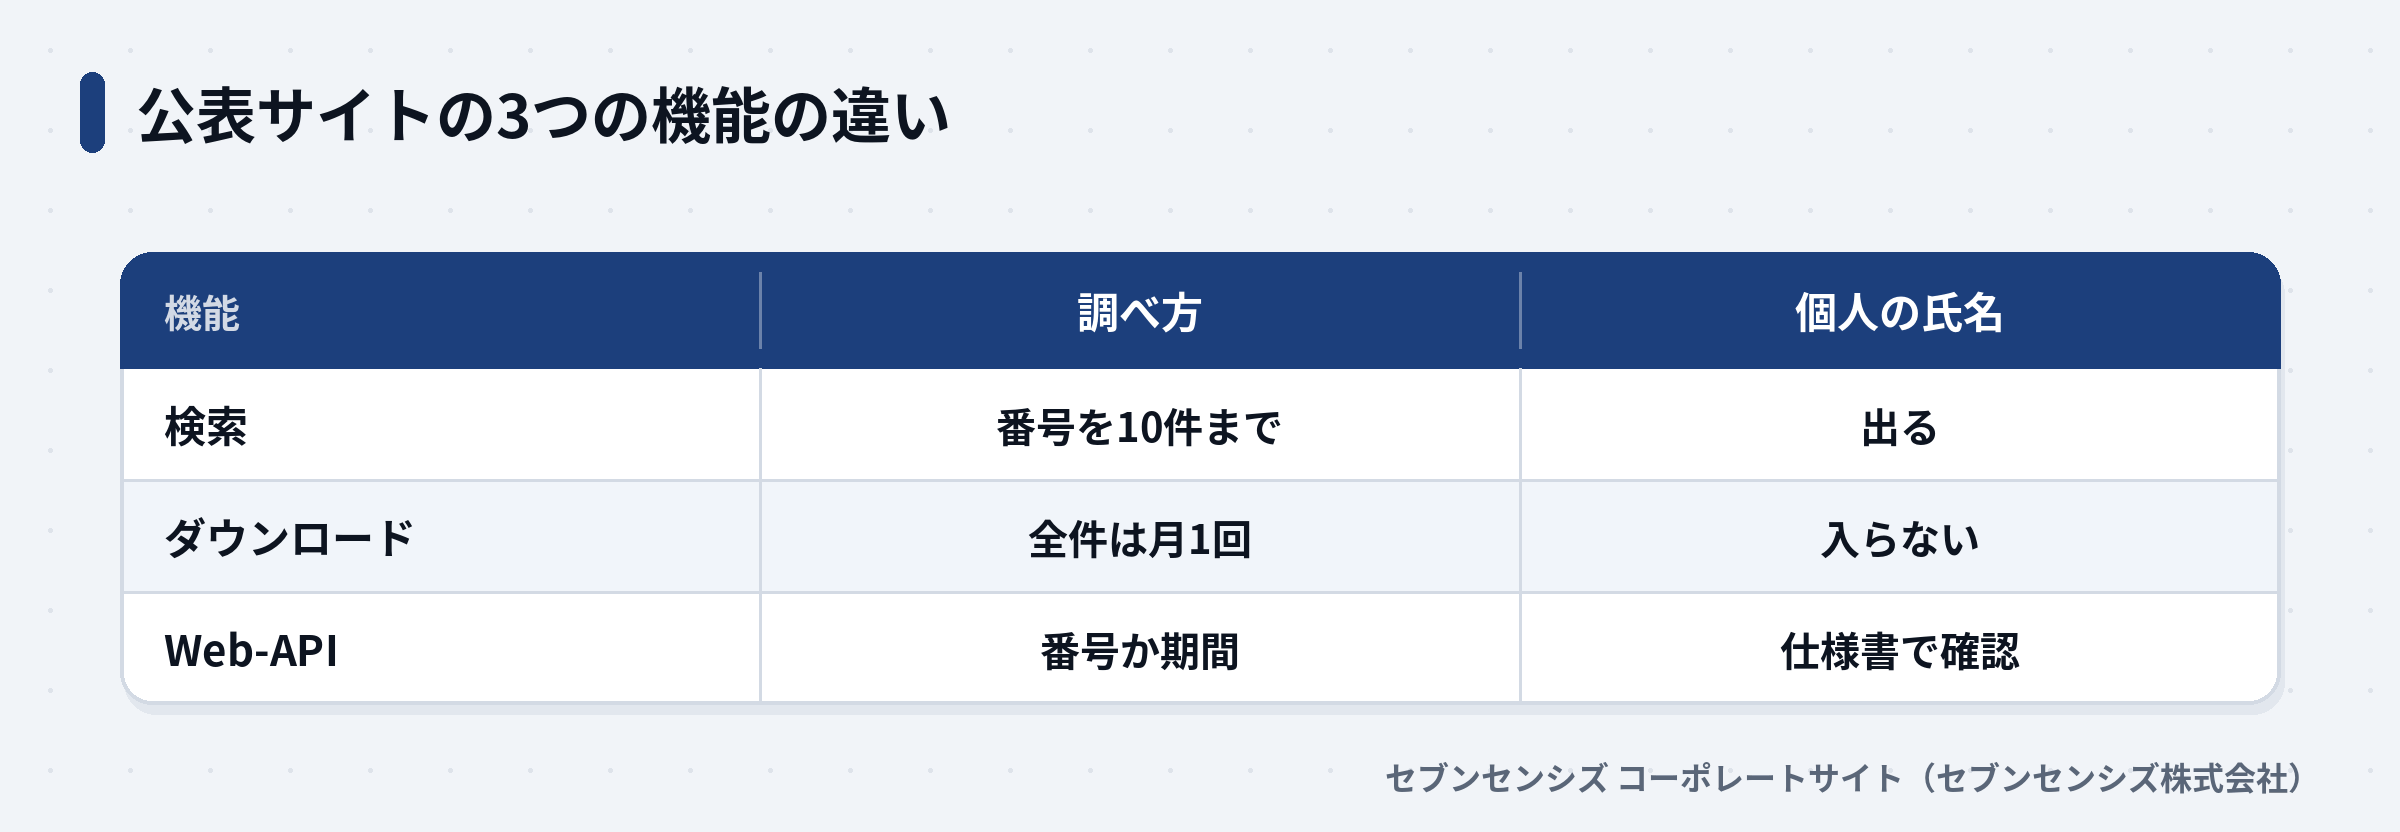 公表サイトの3つの機能の違い
機能 調べ方 個人の氏名
検索 番号を10件まで 出る
ダウンロード 全件は月1回 入らない
Web-API 番号か期間 仕様書で確認
セブンセンシズ コーポレートサイト（セブンセンシズ株式会社）